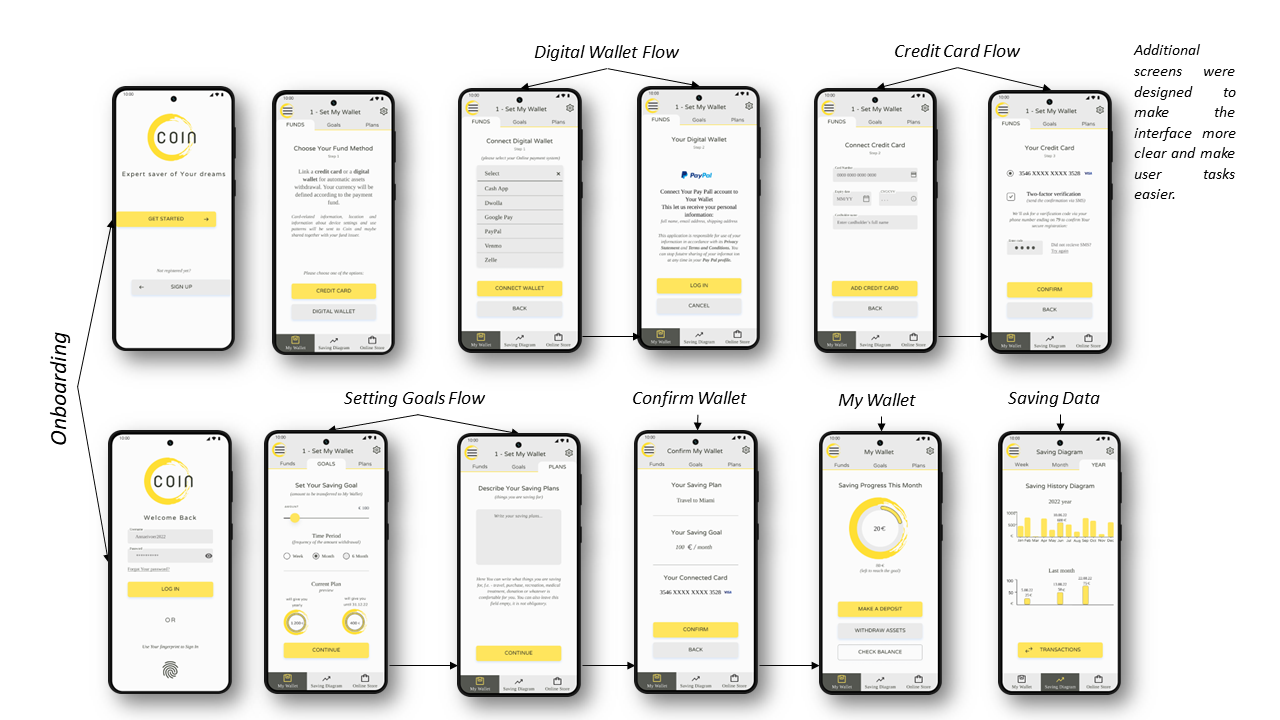 Digital Wallet Flow
Credit Card Flow
Additional
screens were
designed to
make the
interface more
clear and make
user tasks
easier.
Onboarding
10:00
COIN
Expert saver of Your dreams
GET STARTED →
Not registered yet?
← SIGN UP
10:00
1 - Set My Wallet
FUNDS Goals Plans
Choose Your Fund Method
Step 1
Link a credit card or a digital
wallet for automatic assets
withdrawal. Your currency will be
defined according to the payment
fund.
Card-related information, location and
information about device settings and use
patterns will be sent to Coin and maybe
shared together with your fund issuer.
Please choose one of the options
CREDIT CARD
DIGITAL WALLET
My Wallet Saving Diagram Online Store
10:00
1 - Set My Wallet
FUNDS Goals Plans
Connect Digital Wallet
Step 2
(please select your Online payment system)
Select ×
Cash App
Dwolla
Google Pay
PayPal
Venmo
Zelle
CONNECT WALLET
BACK
My Wallet Saving Diagram Online Store
10:00
1 - Set My Wallet
FUNDS Goals Plans
Your Digital Wallet
PayPal
Connect Your Pay Pall account to
Your Wallet
This let us receive your personal
information:
full name, email address, shipping address
This application is responsible for use of your
information in accordance with its Privacy
Statement and Terms and Conditions. You
can stop future sharing of your information
at any time in your Pay Pal profile.
LOG IN
CANCEL
My Wallet Saving Diagram Online Store
10:00
1 - Set My Wallet
FUNDS Goals Plans
Connect Credit Card
Step 2
0000 0000 0000 0000
MM/YY
Enter cardholder's full name
ADD CREDIT CARD
BACK
My Wallet Saving Diagram Online Store
10:00
1 - Set My Wallet
FUNDS Goals Plans
Your Credit Card
Step 3
3546 XXXX XXXX 3528 VISA
Two-factor verification
(send the confirmation via SMS)
We'll ask for a verification code via your
phone number ending on 78 to confirm Your
secure registration:
Did not recieve SMS?
Try again
CONFIRM
BACK
My Wallet Saving Diagram Online Store
Setting Goals Flow
Confirm Wallet
My Wallet
Saving Data
10:00
COIN
Welcome Back
Password
**********
Forgot Your password?
LOG IN
OR
Use Your fingerprint to Sign In
10:00
1 - Set My Wallet
Funds GOALS Plans
Set Your Saving Goal
(amount to be transferred to My Wallet)
AMOUNT € 100
Time Period
(frequency of the amount withdrawal)
Week Month 6 Month
Current Plan
preview
will give you will give you
yearly until 31.12.22
CONTINUE
My Wallet Saving Diagram Online Store
10:00
1 - Set My Wallet
Funds Goals PLANS
Describe Your Saving Plans
(things you are saving for)
Write your saving plans...
Here You can write what things you are saving
for, f.e. - travel, purchase, recreation, medical
treatment, donation or whatever is
comfortable for you. You can also leave this
field empty, it is not obligatory.
CONTINUE
My Wallet Saving Diagram Online Store
10:00
Confirm My Wallet
Funds Goals Plans
Your Saving Plan
Travel to Miami
Your Saving Goal
100 € / month
Your Connected Card
3546 XXXX XXXX 3528 VISA
CONFIRM
BACK
My Wallet Saving Diagram Online Store
10:00
My Wallet
Funds Goals Plans
Saving Progress This Month
20 €
80 €
(left to reach the goal)
MAKE A DEPOSIT
WITHDRAW ASSETS
CHECK BALANCE
My Wallet Saving Diagram Online Store
10:00
Saving Diagram
Week Month YEAR
Saving History Diagram
2022 year
1000
500
€
Jan Feb Mar Apr May Jun Jul Aug Sep Oct Nov Dec
Last month
100
50
€
TRANSACTIONS
My Wallet Saving Diagram Online Store